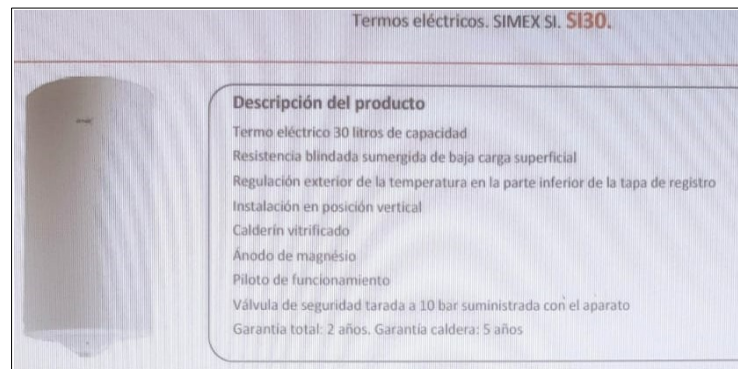 Termos eléctricos. SIMEX SI. SI30.
Descripción del producto
Termo eléctrico 30 litros de capacidad
Resistencia blindada sumergida de baja carga superficial
Regulación exterior de la temperatura en la parte inferior de la tapa de registro
Instalación en posición vertical
Calderín vitrificado
Ánodo de magnésio
Piloto de funcionamiento
Válvula de seguridad tarada a 10 bar suministrada con el aparato
Garantía total: 2 años. Garantía caldera: 5 años